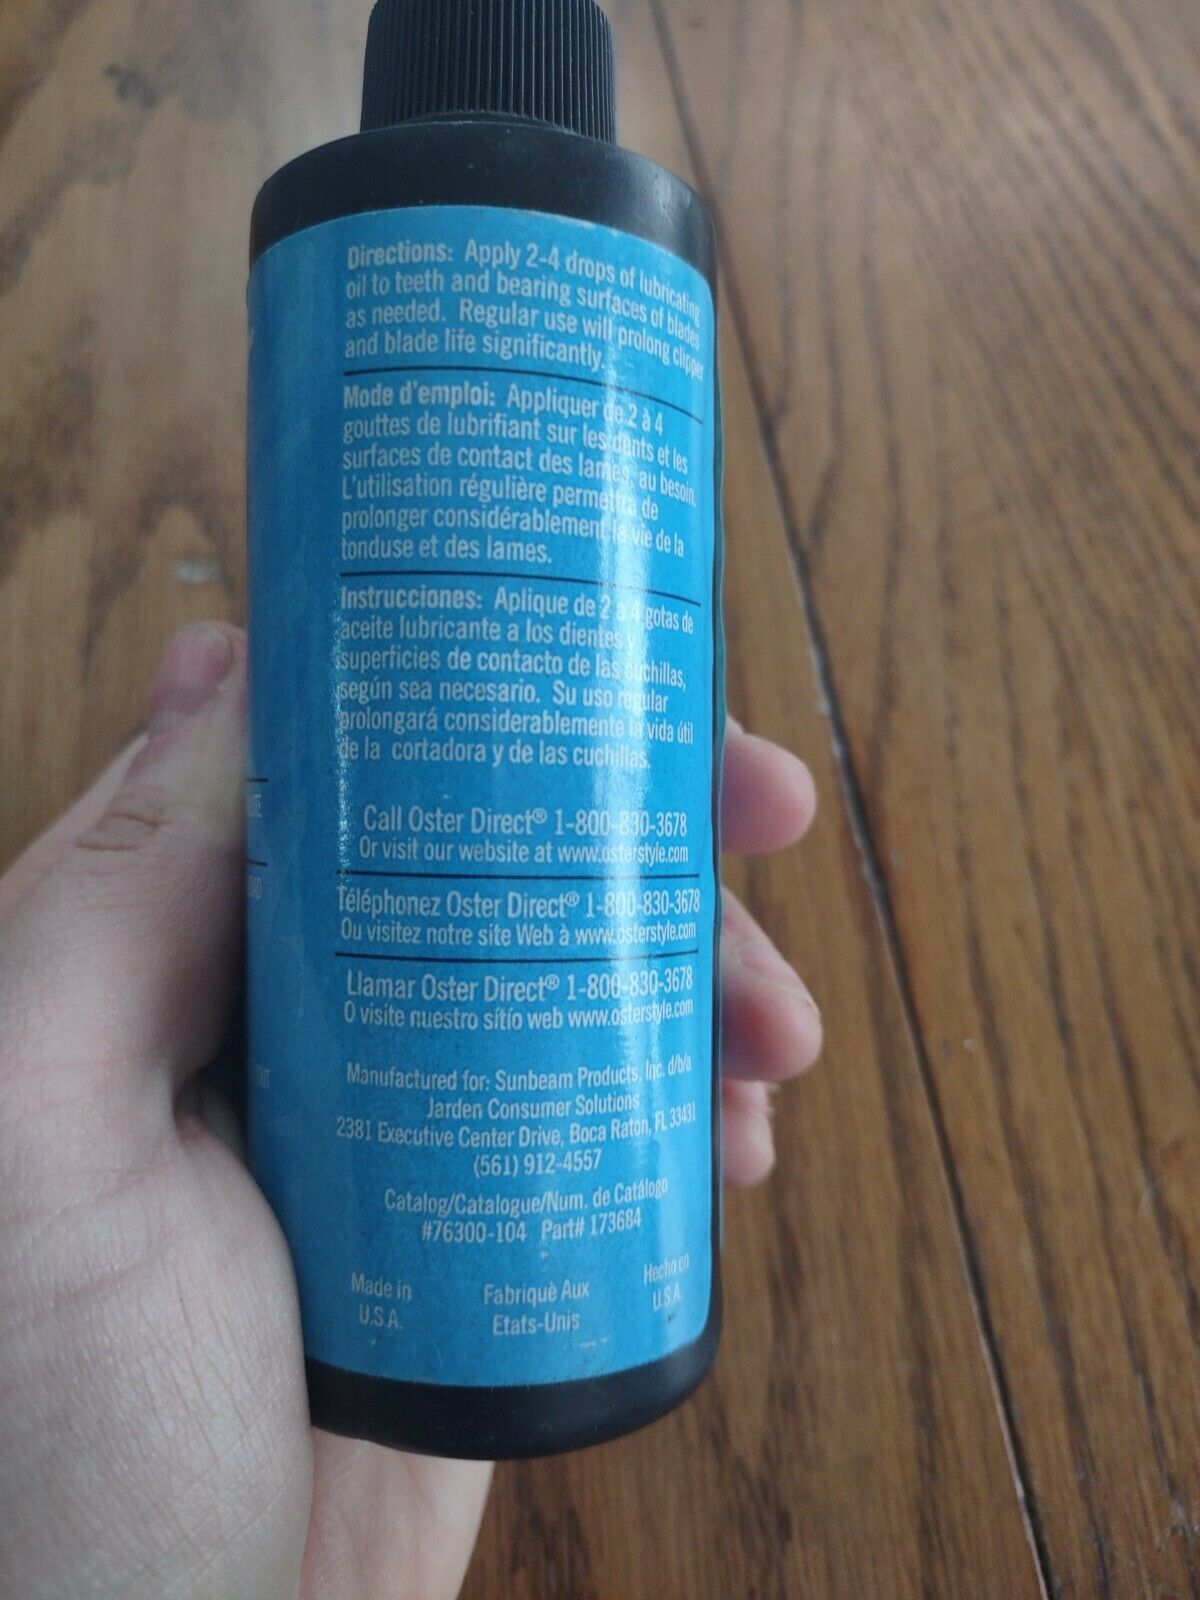 Directions: Apply 2-4 drops of lubricating
oil to teeth and bearing surfaces of blades
as needed. Regular use will prolong clipper
and blade life significantly.
Mode d'emploi: Appliquer de 2 à 4
gouttes de lubrifiant sur les dents et les
surfaces de contact des lames, au besoin.
L'utilisation régulière permettra de
prolonger considérablement la vie de la
tonduse et des lames.
Instrucciones: Aplique de 2 a 4 gotas de
aceite lubricante a los dientes y
superficies de contacto de las cuchillas,
según sea necesario. Su uso regular
prolongará considerablemente la vida útil
de la cortadora y de las cuchillas.
Call Oster Direct® 1-800-830-3678
Or visit our website at www.osterstyle.com
Téléphonez Oster Direct® 1-800-830-3678
Ou visitez notre site Web à www.osterstyle.com
Llamar Oster Direct® 1-800-830-3678
O visite nuestro sítío web www.osterstyle.com
Manufactured for: Sunbeam Products, Inc. d/b/a
Jarden Consumer Solutions
2381 Executive Center Drive, Boca Raton, FL 33431
(561) 912-4557
Catalog/Catalogue/Num. de Catálogo
#76300-104 Part# 173684
Made in
U.S.A.
Fabriquè Aux
Etats-Unis
Hecho en
U.S.A.